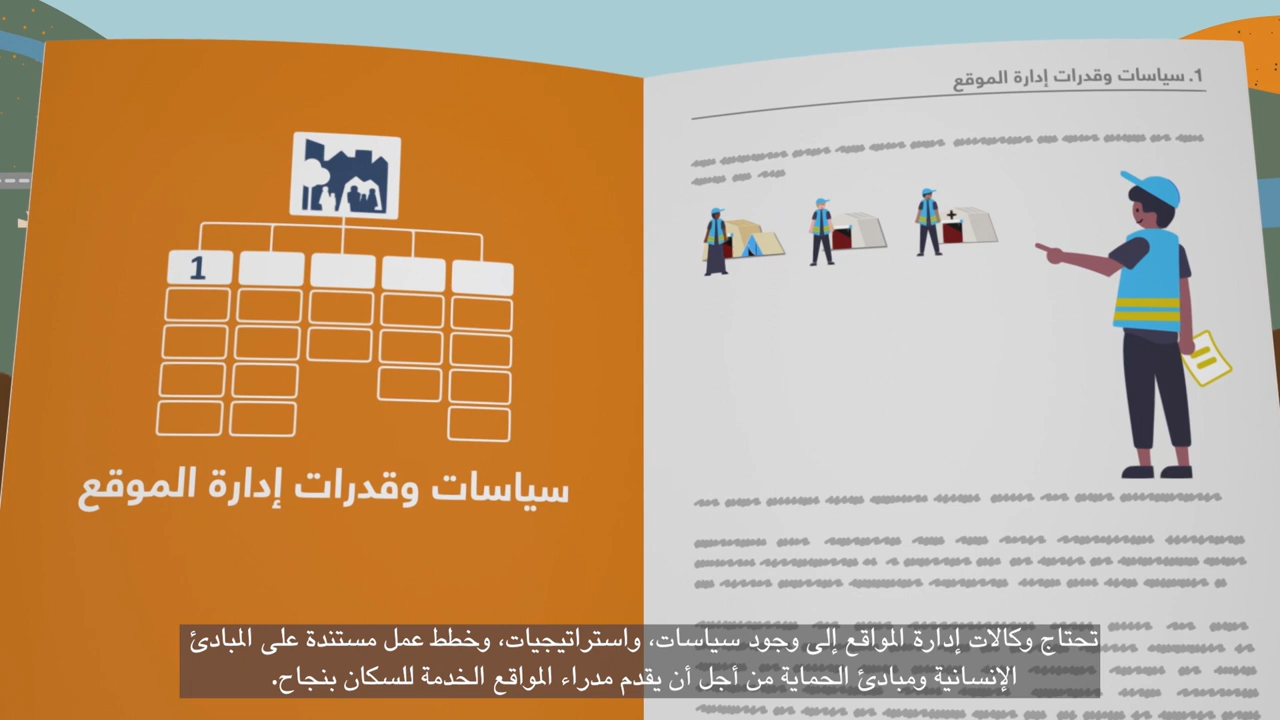 1. سياسات وقدرات إدارة الموقع
1
سياسات وقدرات إدارة الموقع
تحتاج وكالات إدارة المواقع إلى وجود سياسات، واستراتيجيات، وخطط عمل مستندة على المبادئ
الإنسانية ومبادئ الحماية من أجل أن يقدم مدراء المواقع الخدمة للسكان بنجاح.